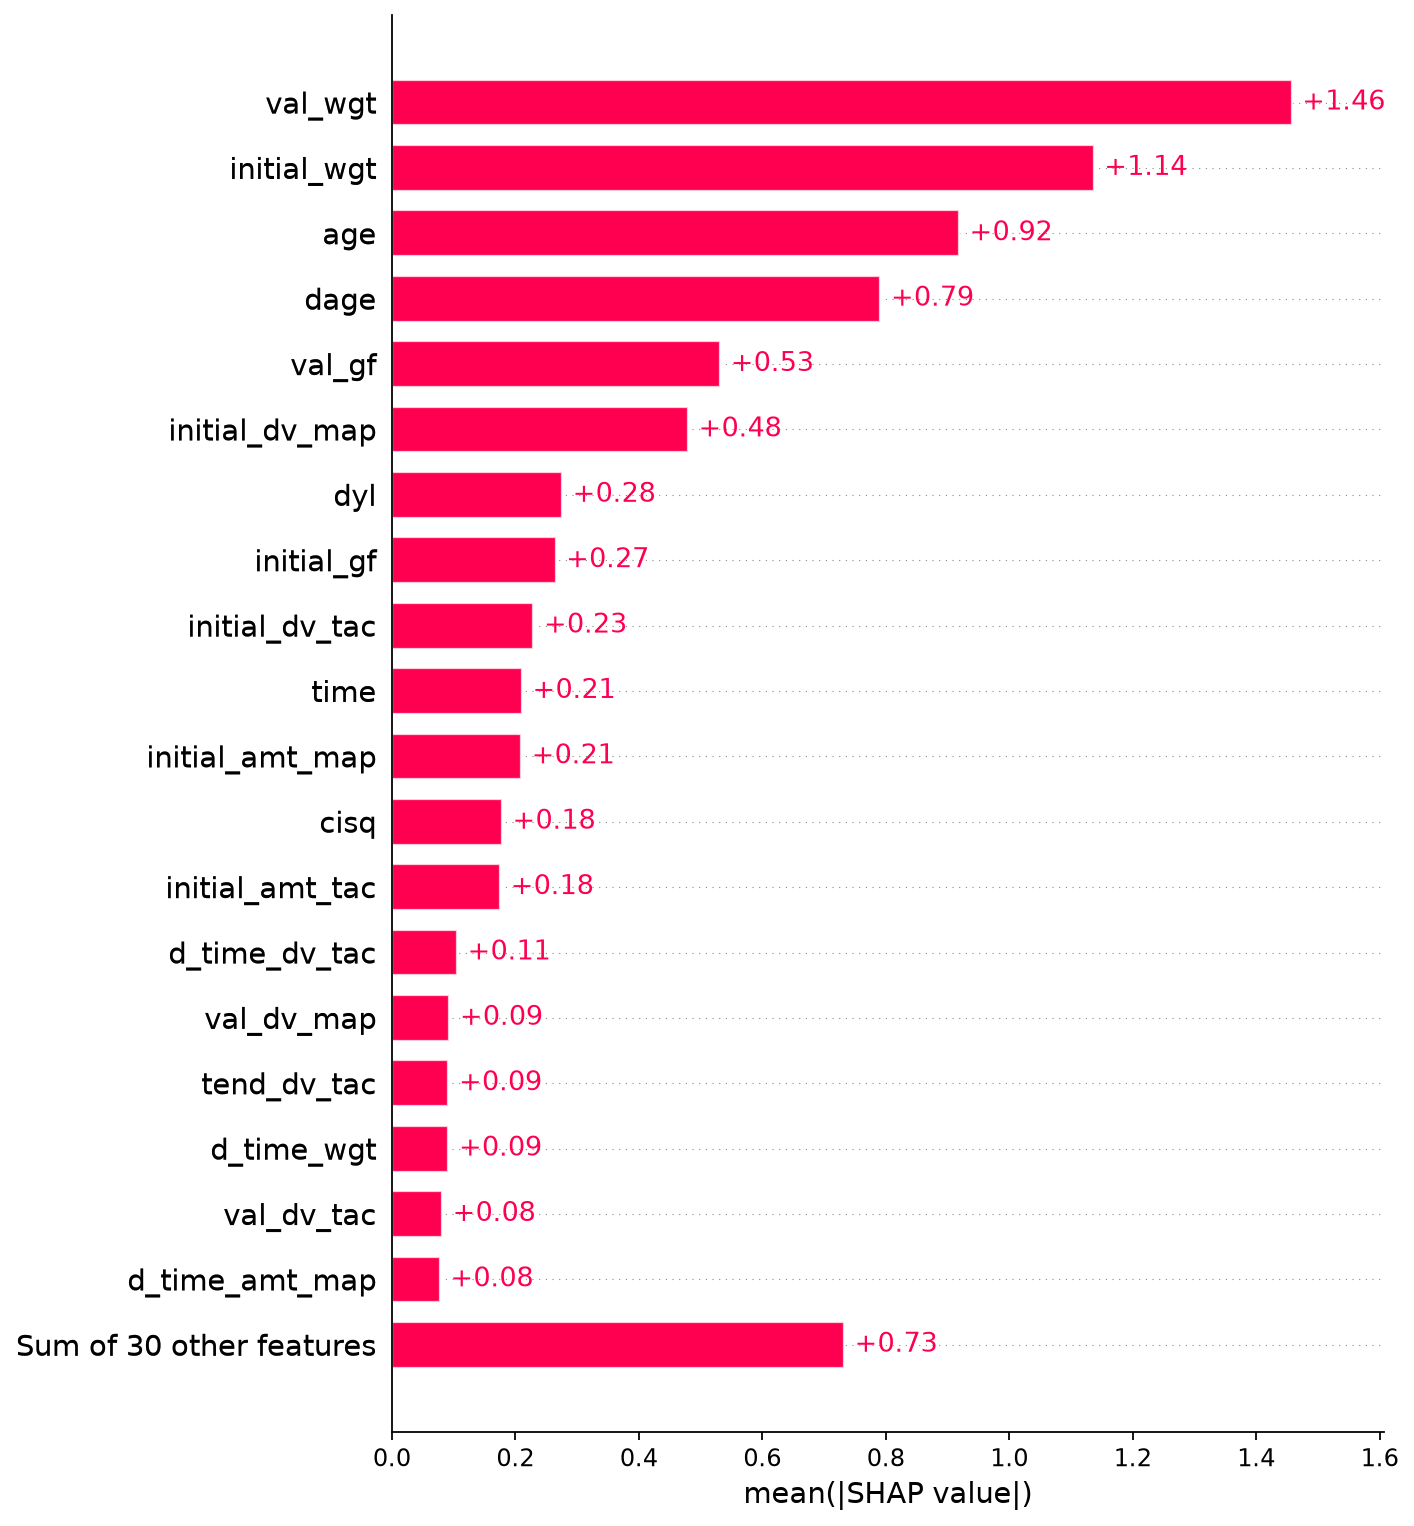 val_wgt +1.46
initial_wgt +1.14
age +0.92
dage +0.79
val_gf +0.53
initial_dv_map +0.48
dyl +0.28
initial_gf +0.27
initial_dv_tac +0.23
time +0.21
initial_amt_map +0.21
cisq +0.18
initial_amt_tac +0.18
d_time_dv_tac +0.11
val_dv_map +0.09
tend_dv_tac +0.09
d_time_wgt +0.09
val_dv_tac +0.08
d_time_amt_map +0.08
Sum of 30 other features +0.73
0.0 0.2 0.4 0.6 0.8 1.0 1.2 1.4 1.6
mean(|SHAP value|)